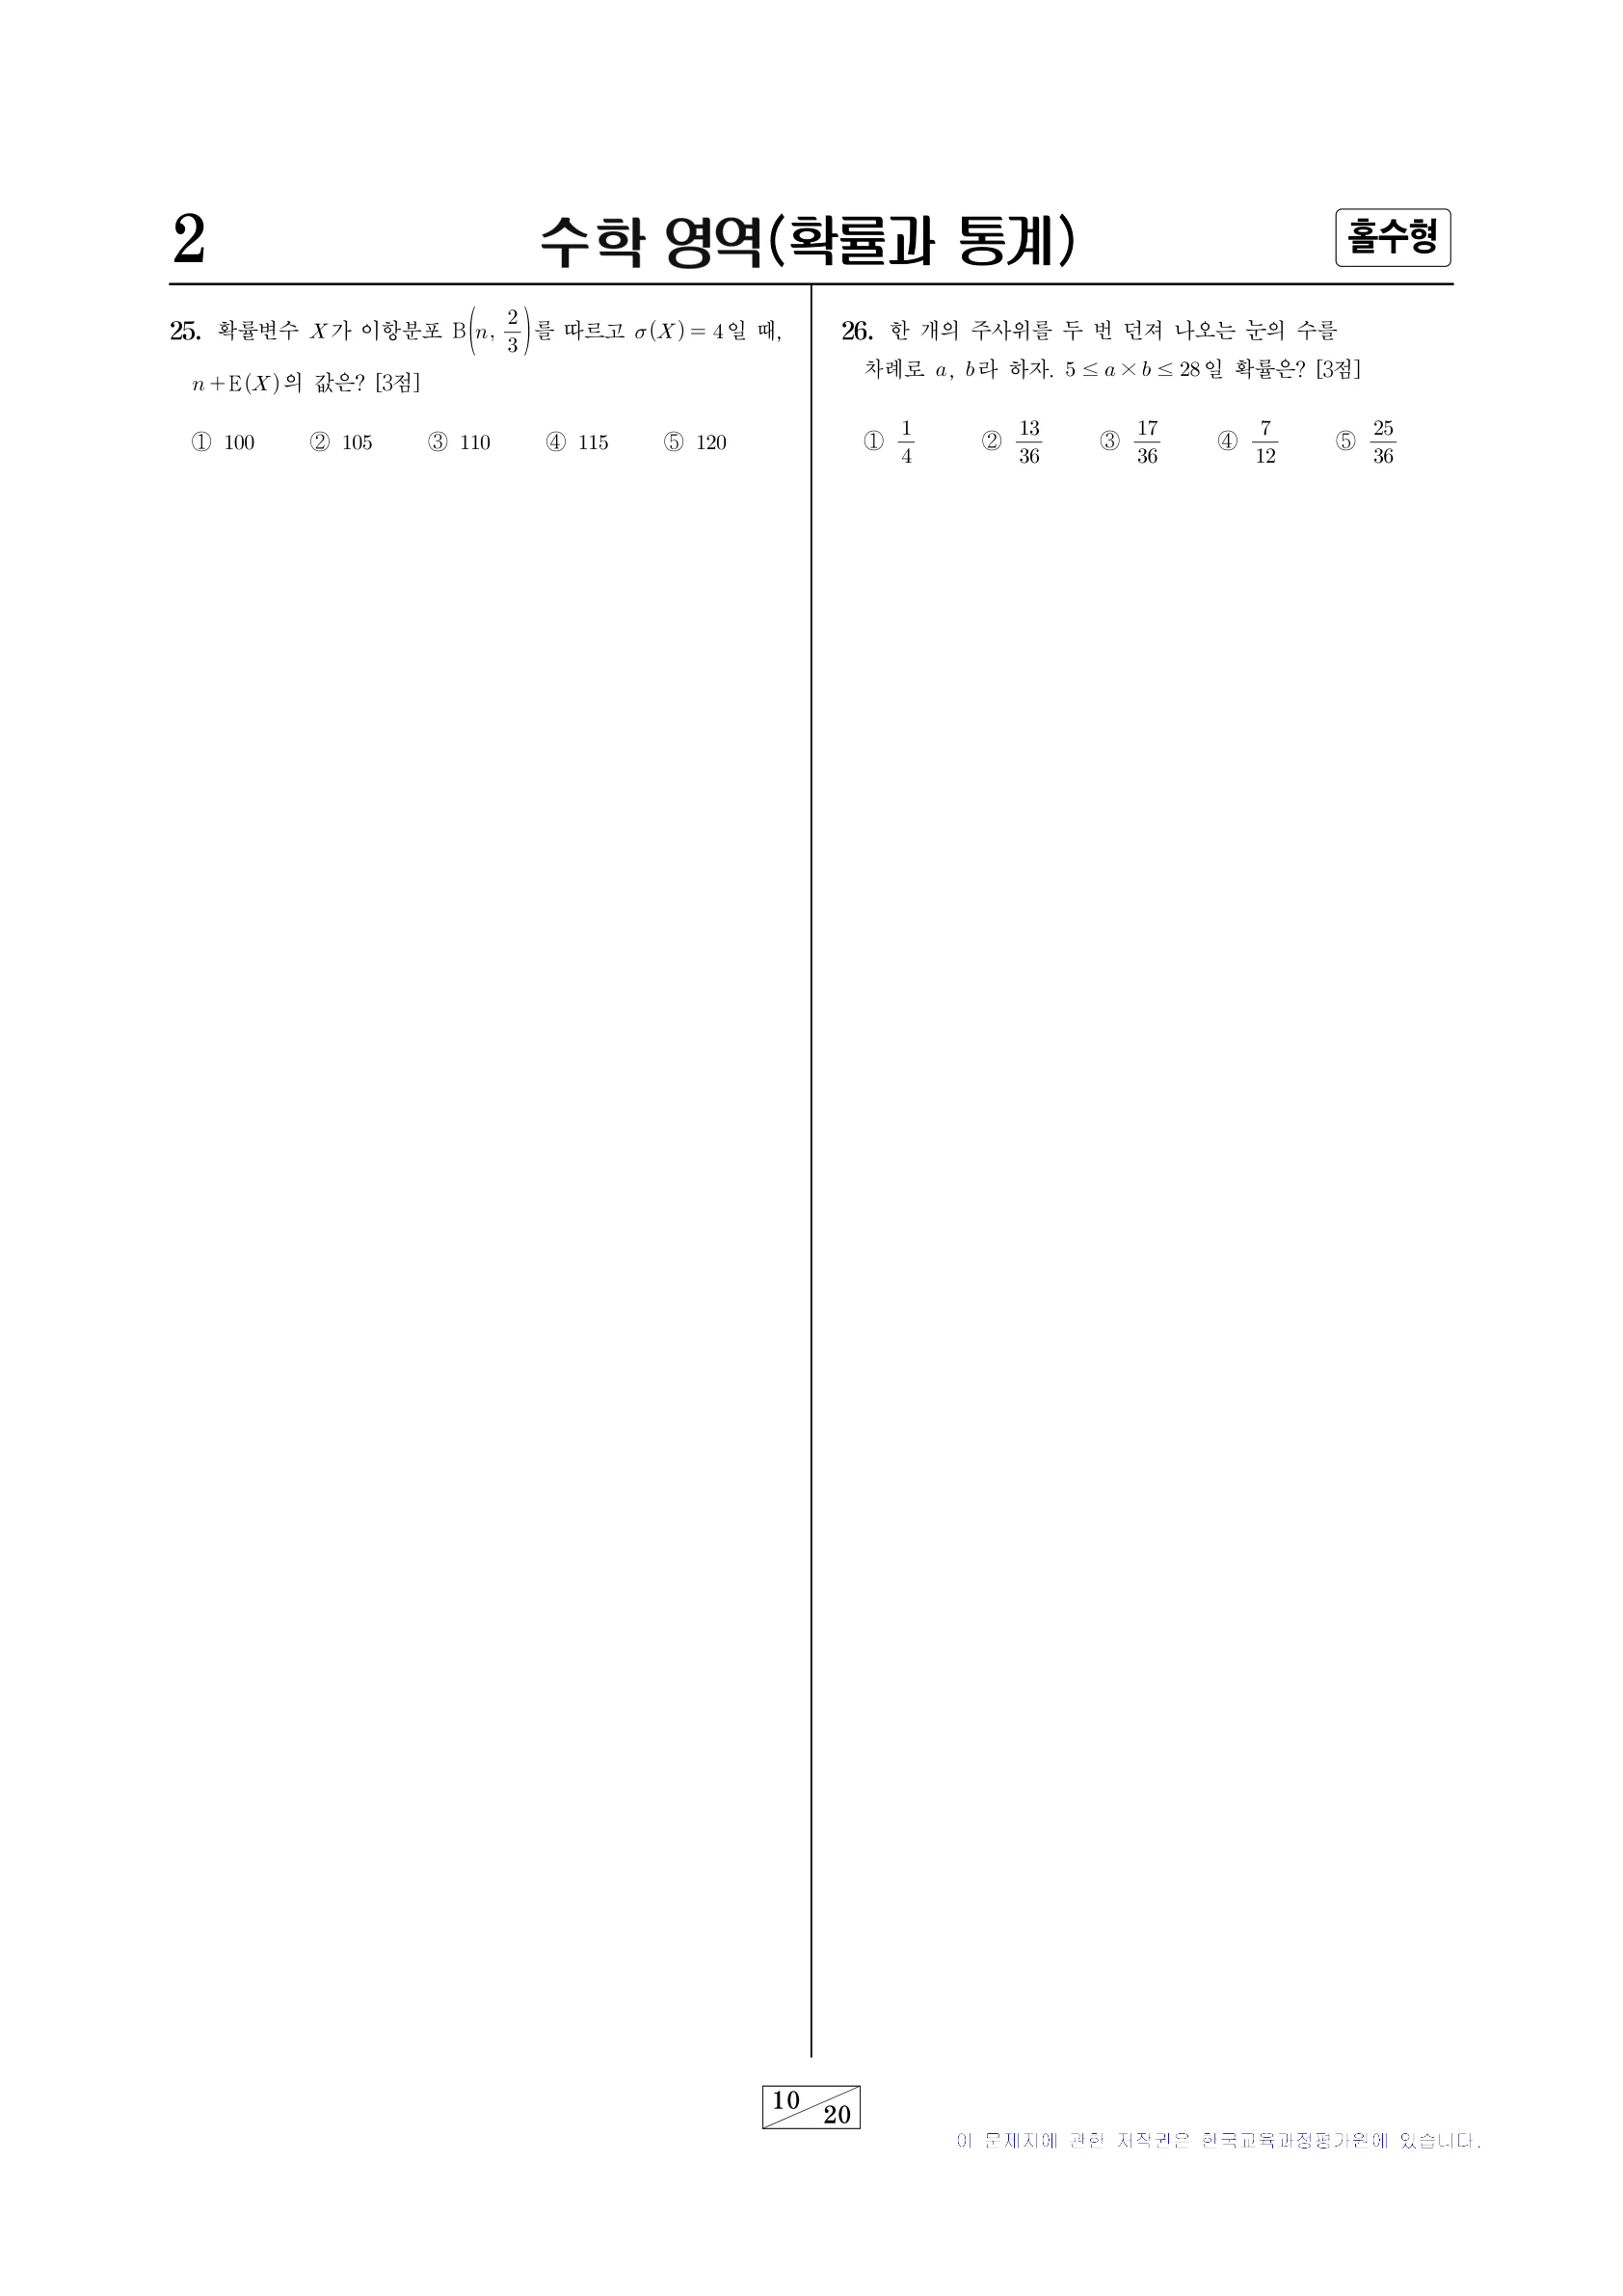 2
수학 영역(확률과 통계)
홀수형
25. 확률변수 X가 이항분포 B(n, 2/3)를 따르고 σ(X) = 4일 때,
n + E(X)의 값은? [3점]
① 100 ② 105 ③ 110 ④ 115 ⑤ 120
26. 한 개의 주사위를 두 번 던져 나오는 눈의 수를
차례로 a, b라 하자. 5 ≤ a × b ≤ 28일 확률은? [3점]
① 1/4 ② 13/36 ③ 17/36 ④ 7/12 ⑤ 25/36
10
20
이 문제지에 관한 저작권은 한국교육과정평가원에 있습니다.